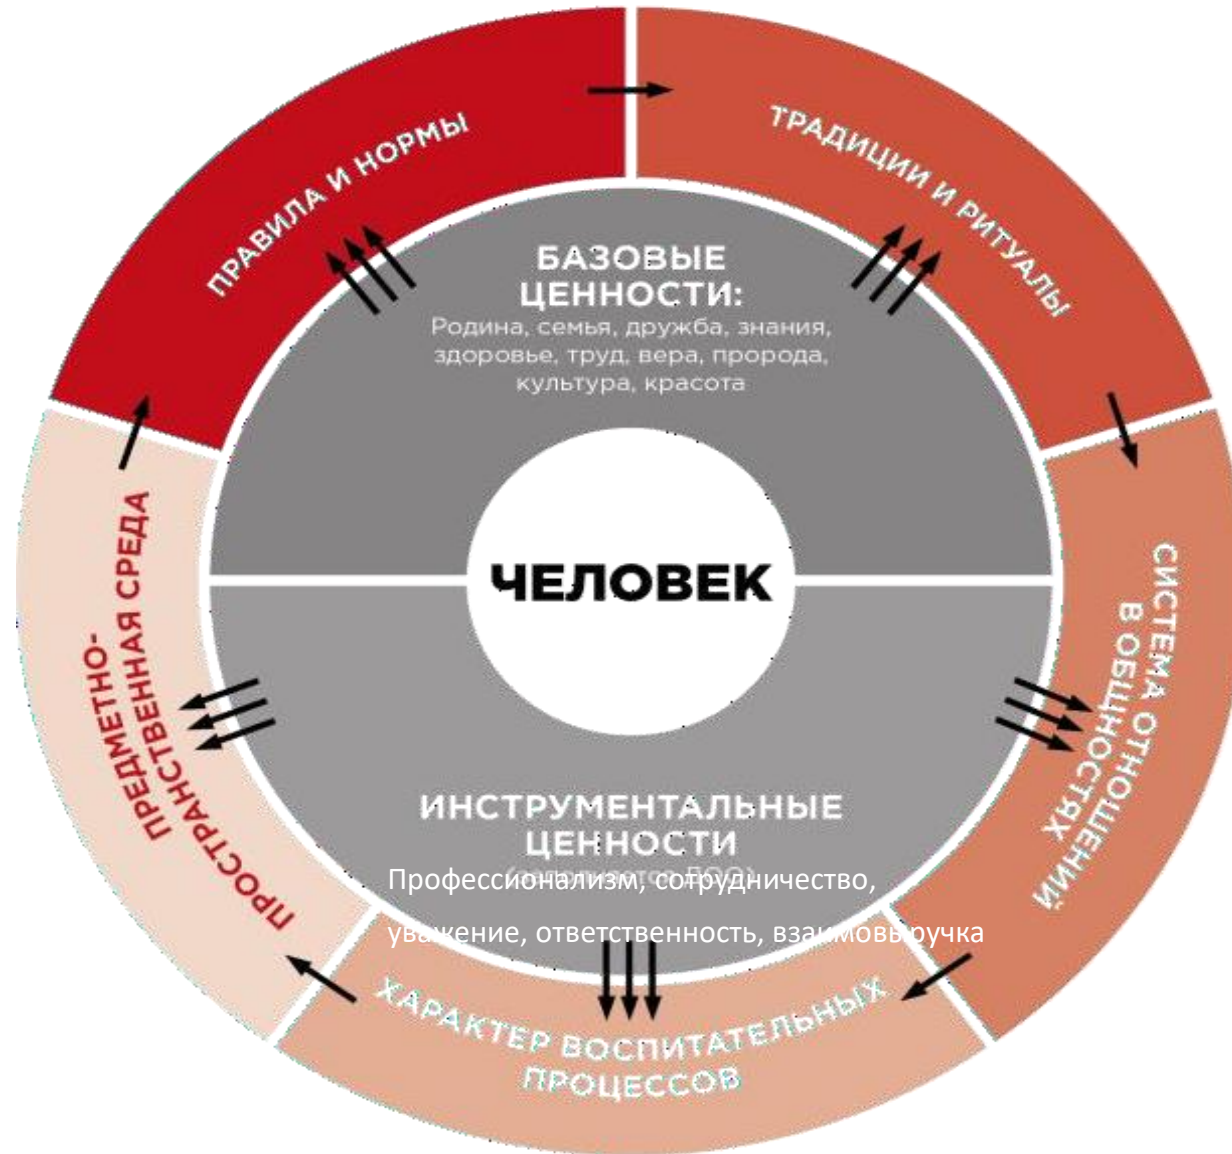 ПРАВИЛА И НОРМЫ
ТРАДИЦИИ И РИТУАЛЫ
БАЗОВЫЕ
ЦЕННОСТИ:
Родина, семья, дружба, знания,
здоровье, труд, вера, пророда,
культура, красота
ЧЕЛОВЕК
СИСТЕМА ОТНОШЕНИЙ
В ОБЩНОСТЯХ
ПРЕДМЕТНО-
ПРОСТРАНСТВЕННАЯ СРЕДА
ИНСТРУМЕНТАЛЬНЫЕ
ЦЕННОСТИ
Профессионализм, сотрудничество,
уважение, ответственность, взаимовыручка
ХАРАКТЕР ВОСПИТАТЕЛЬНЫХ
ПРОЦЕССОВ